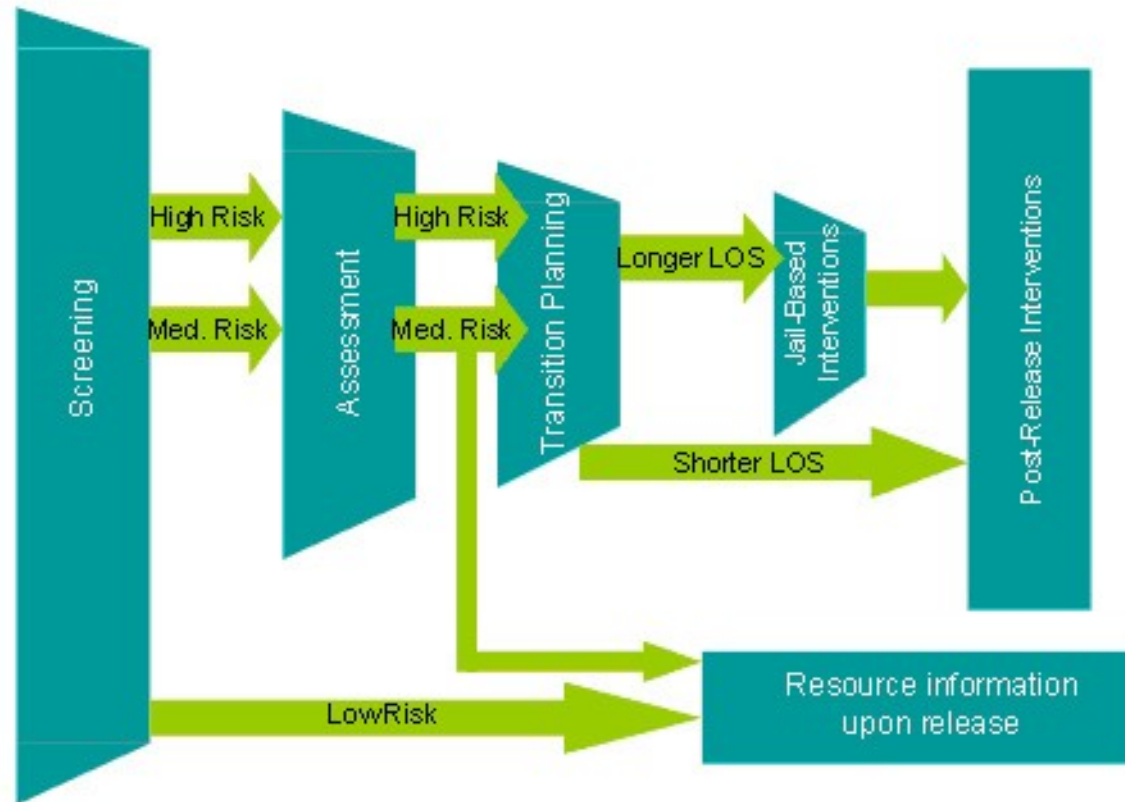 Screening
High Risk
Med. Risk
LowRisk
Assessment
High Risk
Med. Risk
Transition Planning
Longer LOS
Shorter LOS
Jail-Based
Interventions
Post-Release Interventions
Resource information
upon release